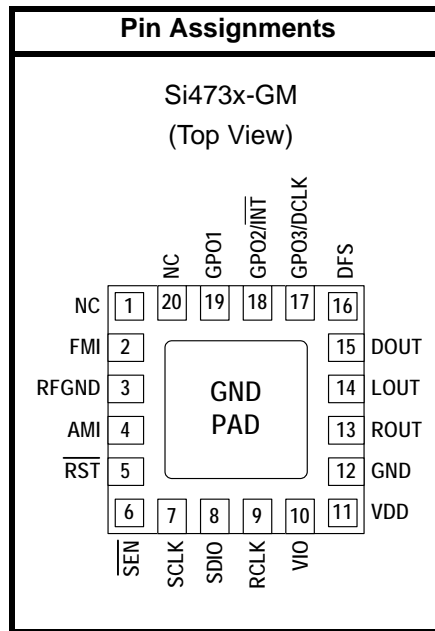 Pin Assignments
Si473x-GM
(Top View)
NC GPO1 GPO2/INT GPO3/DCLK DFS
NC 1 20 19 18 17 16
FMI 2 15 DOUT
RFGND 3 14 LOUT
GND
PAD
AMI 4 13 ROUT
RST 5 12 GND
6 7 8 9 10 11 VDD
SEN SCLK SDIO RCLK VIO